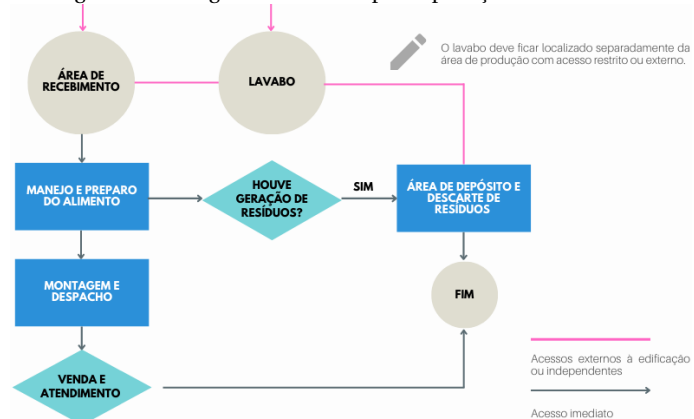 O lavabo deve ficar localizado separadamente da
área de produção com acesso restrito ou externo.
ÁREA DE
RECEBIMENTO
LAVABO
MANEJO E PREPARO
DO ALIMENTO
HOUVE
GERAÇÃO DE
RESÍDUOS?
SIM
ÁREA DE DEPÓSITO E
DESCARTE DE
RESÍDUOS
MONTAGEM E
DESPACHO
FIM
VENDA E
ATENDIMENTO
Acessos externos à edificação
ou independentes
Acesso imediato